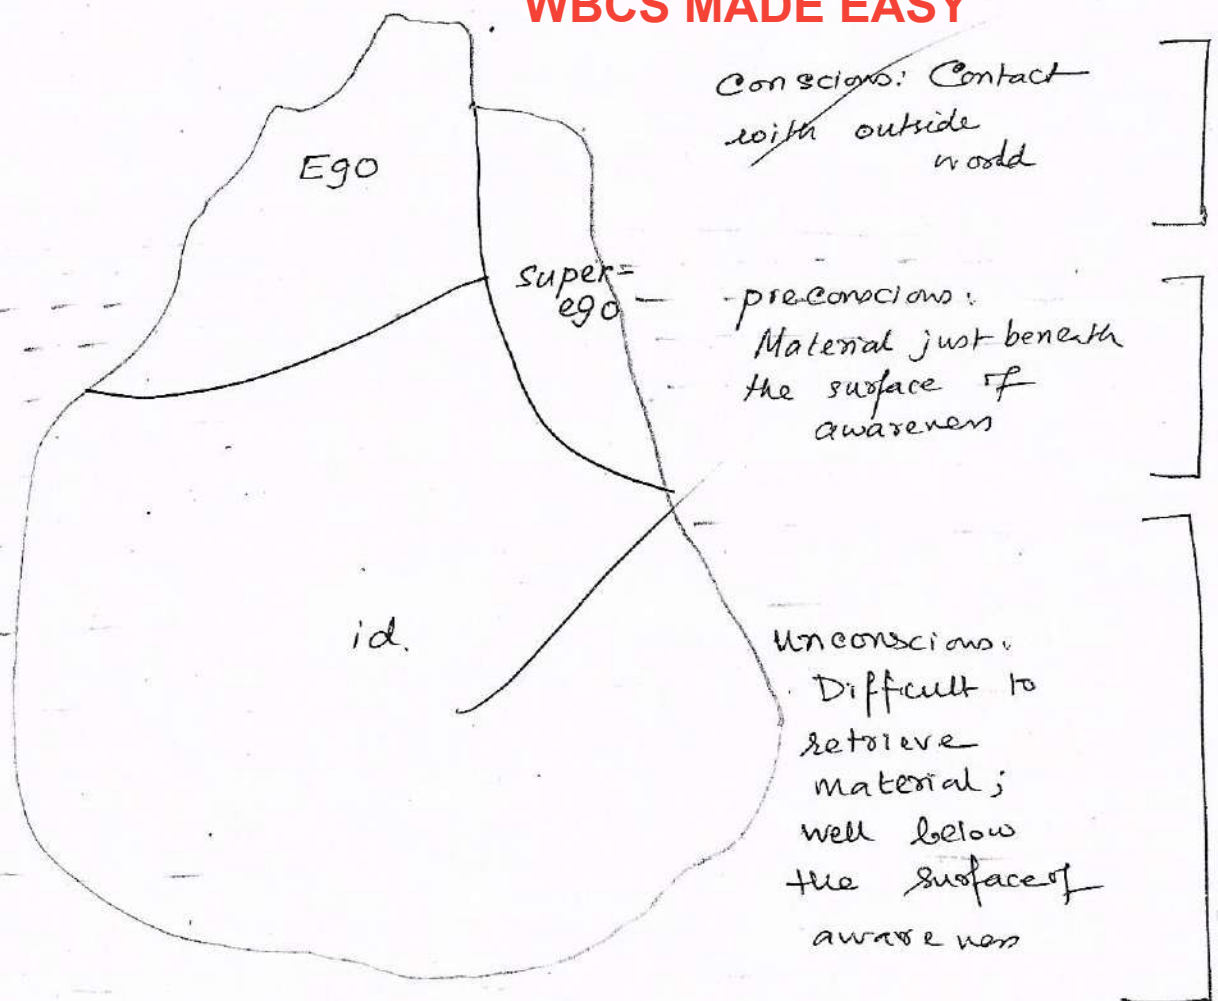 WBCS MADE EASY
Conscious: Contact
with outside
world
Ego
super=
ego
preconscious:
Material just beneath
the surface of
awareness
id.
Unconscious.
Difficult to
retrieve
material;
well below
the surface of
awareness